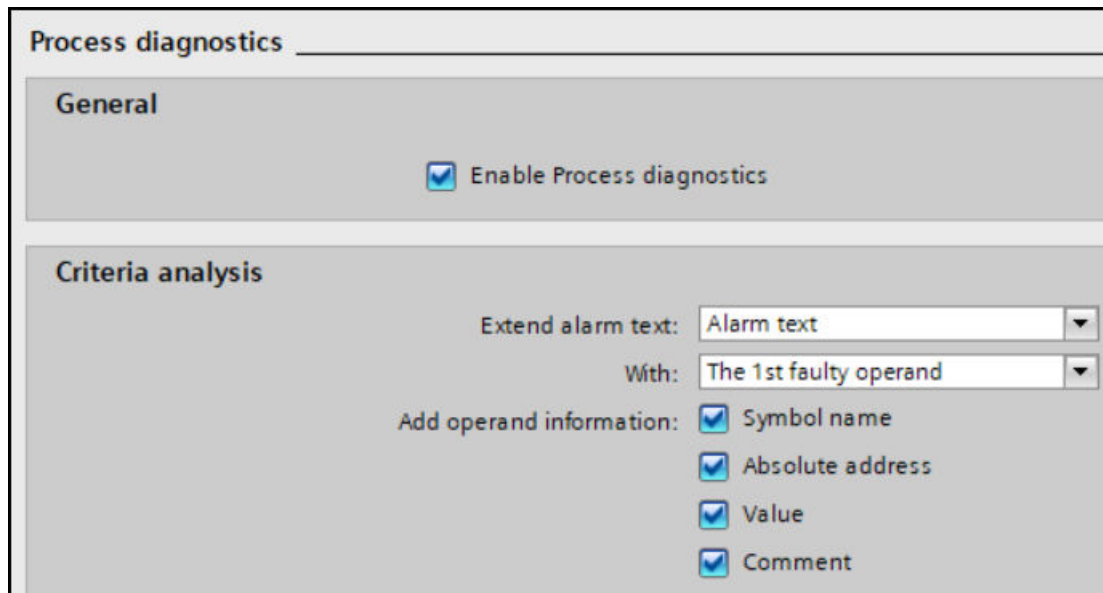 Process diagnostics
General
Enable Process diagnostics
Criteria analysis
Extend alarm text: Alarm text
With: The 1st faulty operand
Add operand information: Symbol name
Absolute address
Value
Comment